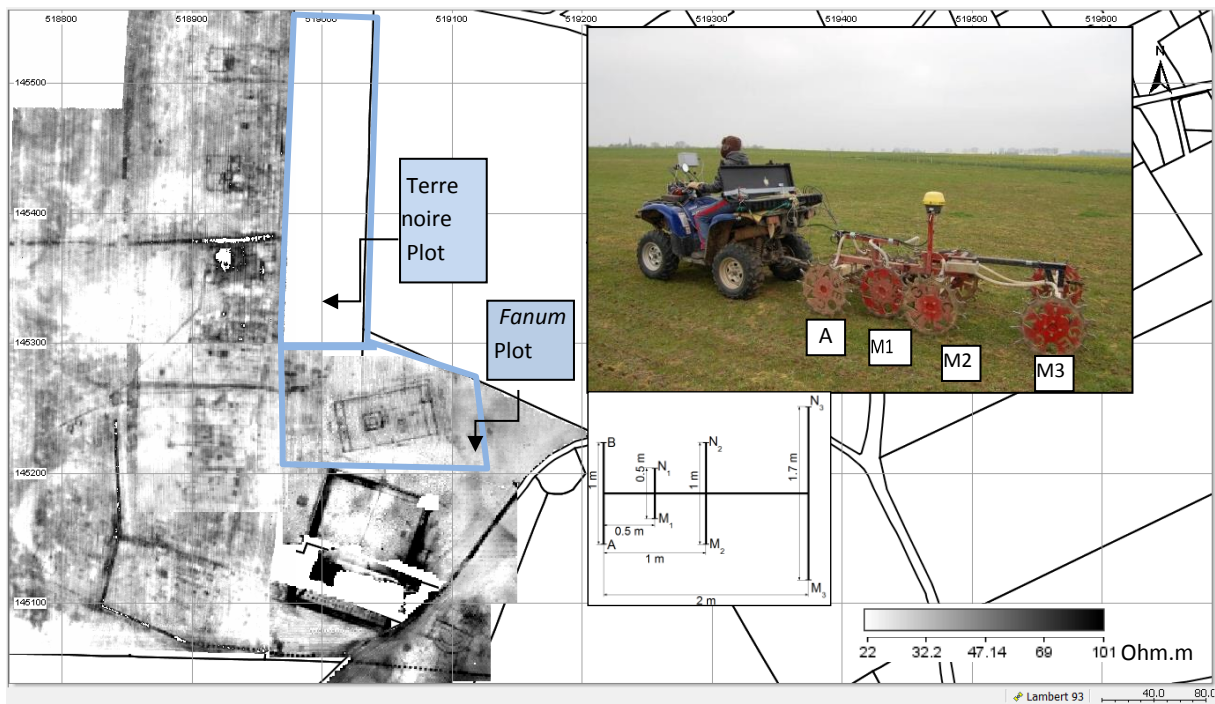 518800 518900 519000 519100 519200 519300 519400 519500 519600
145500
145400
145300
145200
145100
Terre
noire
Plot
Fanum
Plot
N
A
M1
M2
M3
B
A
1 m
0.5 m
N1
M1
0.5 m
N2
1 m
M2
1 m
N3
1.7 m
M3
2 m
22 32.2 47.14 69 101 Ohm.m
Lambert 93
40.0 80.0